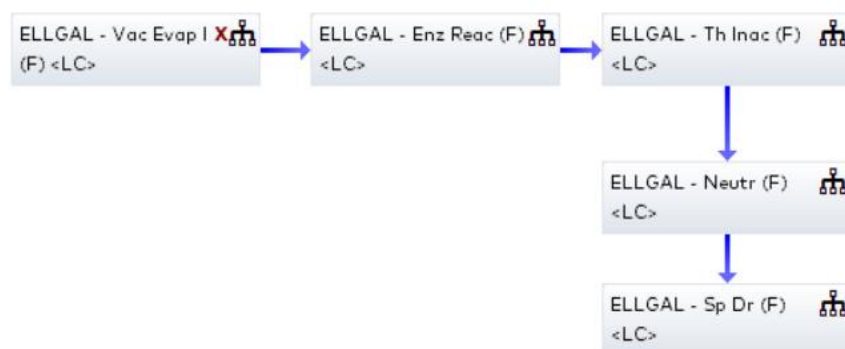 ELLGAL - Vac Evap I X
(F) <LC>
ELLGAL - Enz Reac (F)
<LC>
ELLGAL - Th Inac (F)
<LC>
ELLGAL - Neutr (F)
<LC>
ELLGAL - Sp Dr (F)
<LC>